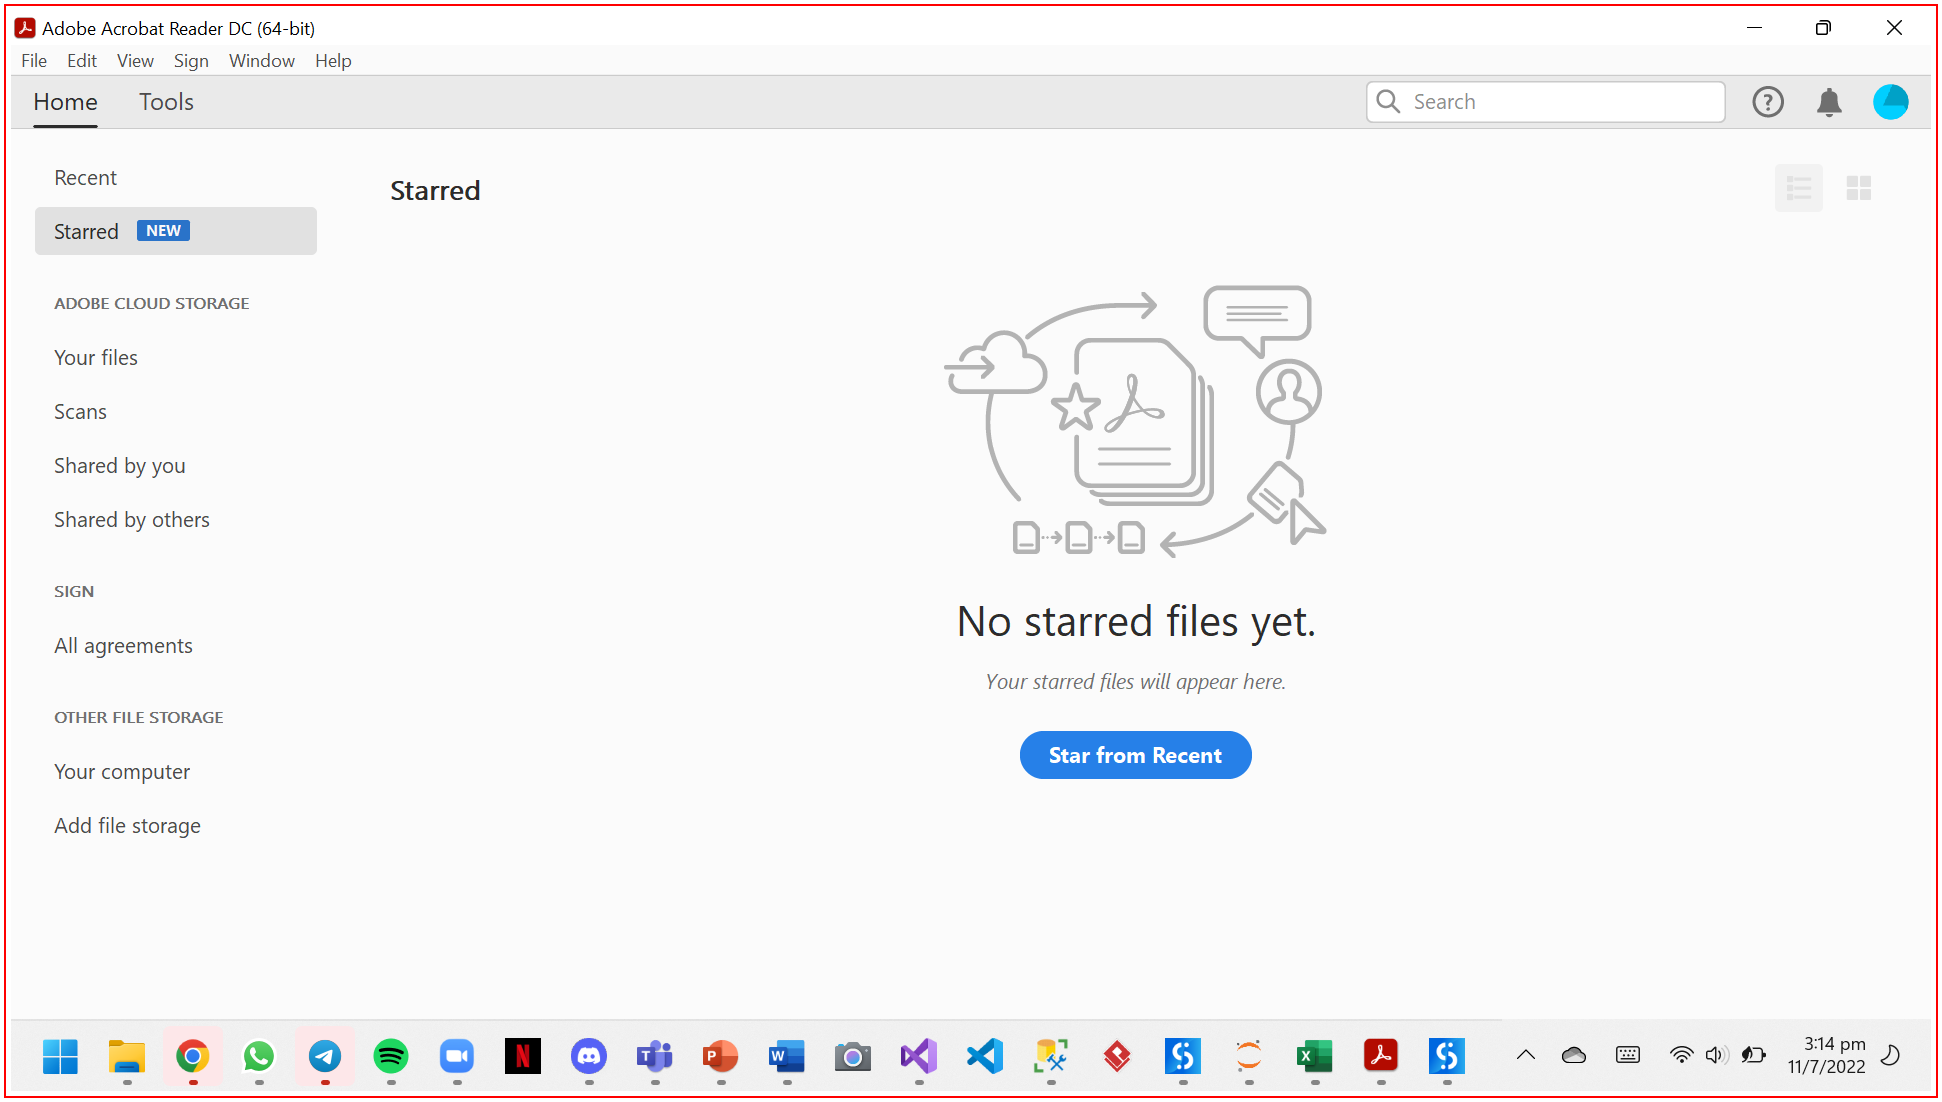 Adobe Acrobat Reader DC (64-bit)
File Edit View Sign Window Help
Home Tools Search
Recent
Starred NEW
ADOBE CLOUD STORAGE
Your files
Scans
Shared by you
Shared by others
SIGN
All agreements
OTHER FILE STORAGE
Your computer
Add file storage
Starred
No starred files yet.
Your starred files will appear here.
Star from Recent
3:14 pm
11/7/2022